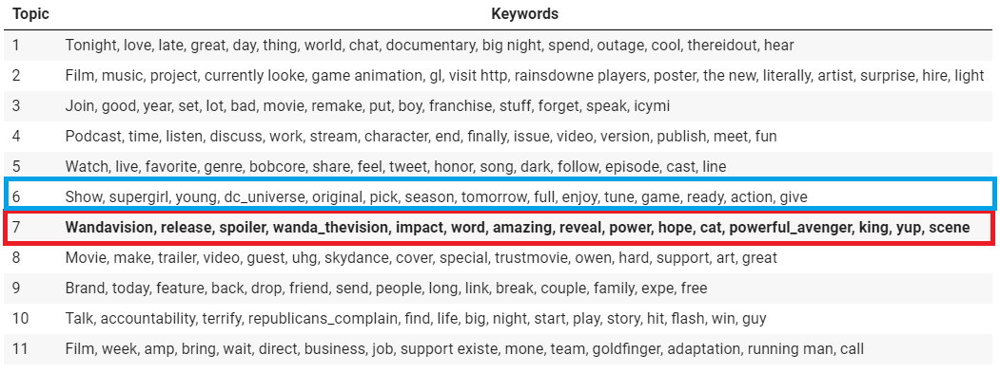 Topic Keywords
1 Tonight, love, late, great, day, thing, world, chat, documentary, big night, spend, outage, cool, thereidout, hear
2 Film, music, project, currently looke, game animation, gl, visit http, rainsdowne players, poster, the new, literally, artist, surprise, hire, light
3 Join, good, year, set, lot, bad, movie, remake, put, boy, franchise, stuff, forget, speak, icymi
4 Podcast, time, listen, discuss, work, stream, character, end, finally, issue, video, version, publish, meet, fun
5 Watch, live, favorite, genre, bobcore, share, feel, tweet, honor, song, dark, follow, episode, cast, line
6 Show, supergirl, young, dc_universe, original, pick, season, tomorrow, full, enjoy, tune, game, ready, action, give
7 Wandavision, release, spoiler, wanda_thevision, impact, word, amazing, reveal, power, hope, cat, powerful_avenger, king, yup, scene
8 Movie, make, trailer, video, guest, uhg, skydance, cover, special, trustmovie, owen, hard, support, art, great
9 Brand, today, feature, back, drop, friend, send, people, long, link, break, couple, family, expe, free
10 Talk, accountability, terrify, republicans_complain, find, life, big, night, start, play, story, hit, flash, win, guy
11 Film, week, amp, bring, wait, direct, business, job, support existe, mone, team, goldfinger, adaptation, running man, call